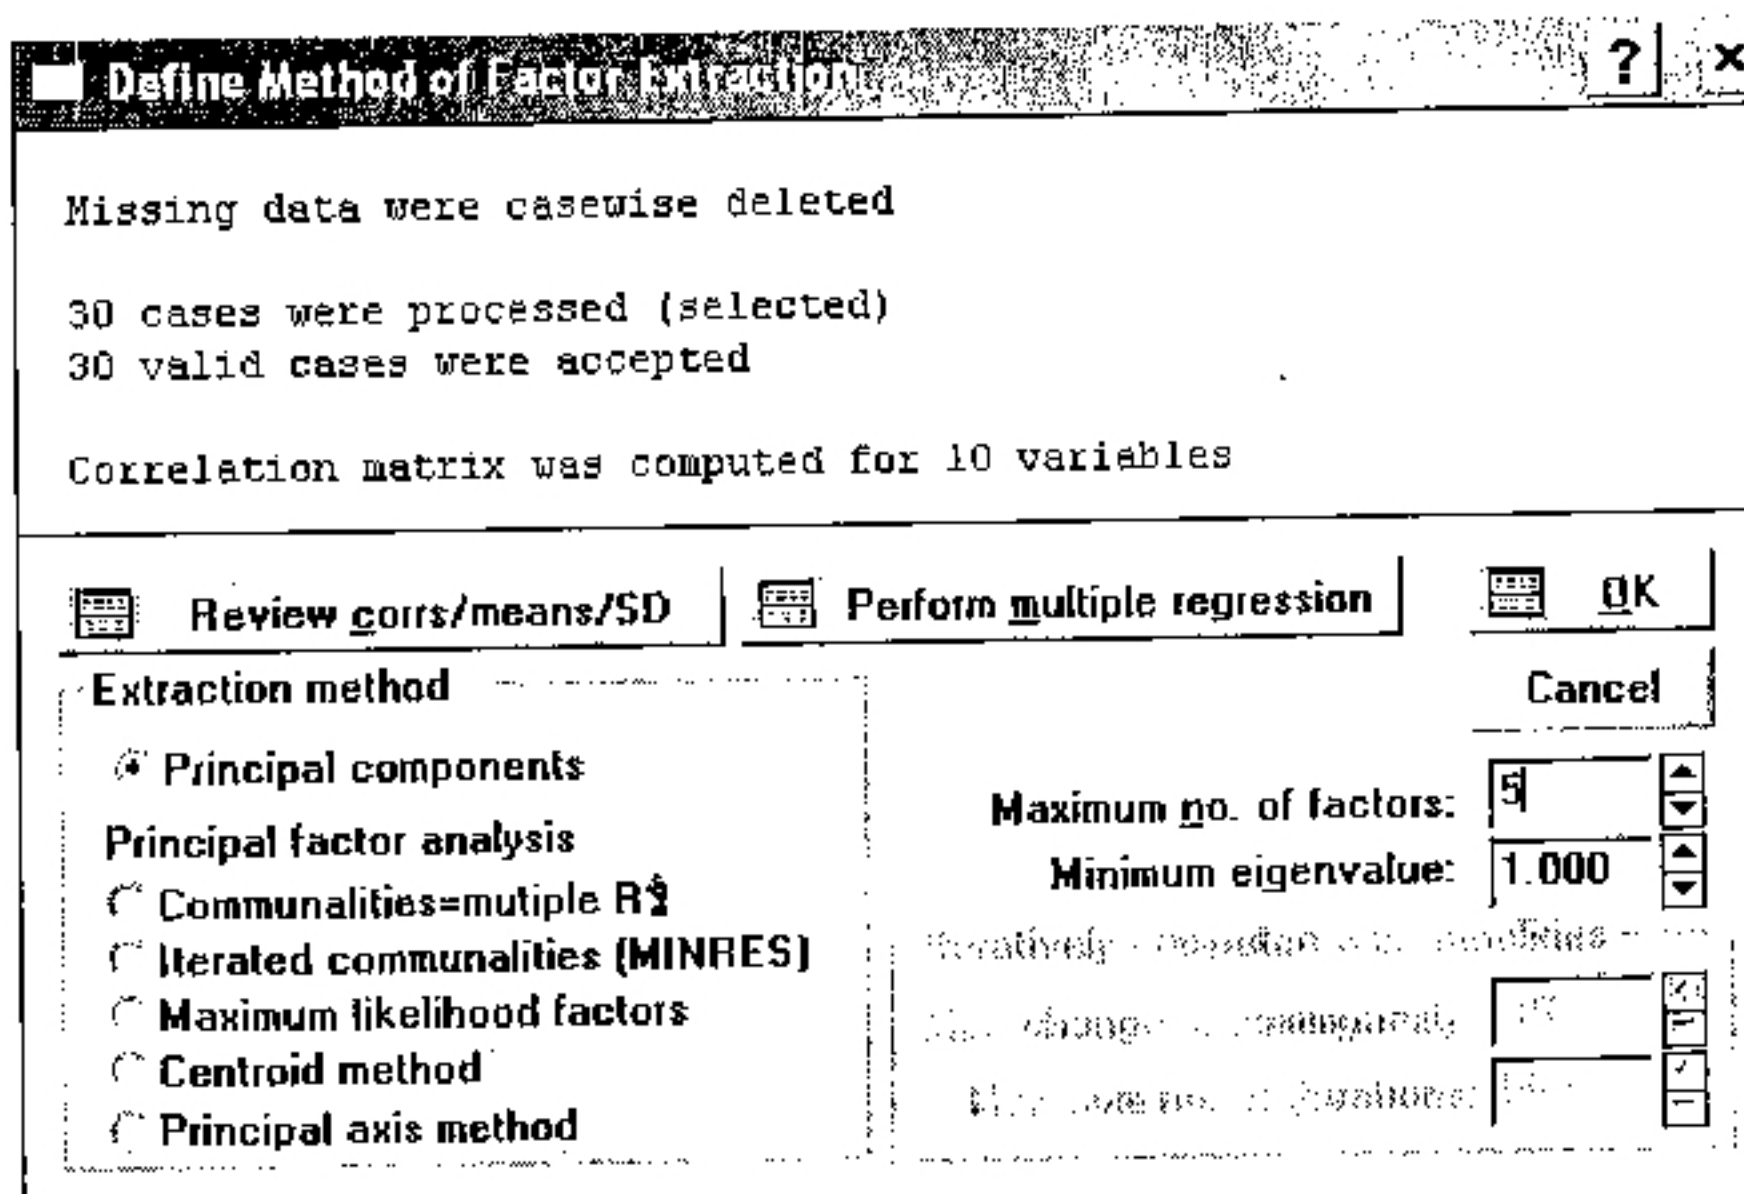 Define Method of Factor Extraction
?
×
Missing data were casewise deleted
30 cases were processed (selected)
30 valid cases were accepted
Correlation matrix was computed for 10 variables
Review corrs/means/SD
Perform multiple regression
OK
Cancel
Extraction method
Principal components
Principal factor analysis
Communalities=mutiple R²
Iterated communalities (MINRES)
Maximum likelihood factors
Centroid method
Principal axis method
Maximum no. of factors: 5
Minimum eigenvalue: 1.000